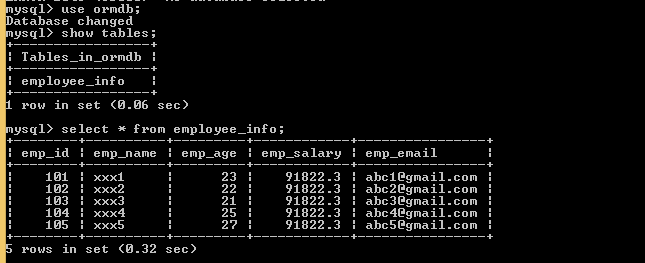 mysql> use ormdb;
Database changed
mysql> show tables;
+-----------------+
| Tables_in_ormdb |
+-----------------+
| employee_info   |
+-----------------+
1 row in set (0.06 sec)
mysql> select * from employee_info;
+--------+----------+---------+------------+----------------+
| emp_id | emp_name | emp_age | emp_salary | emp_email      |
+--------+----------+---------+------------+----------------+
|    101 | xxx1     |      23 |    91822.3 | abc1@gmail.com |
|    102 | xxx2     |      22 |    91822.3 | abc2@gmail.com |
|    103 | xxx3     |      21 |    91822.3 | abc3@gmail.com |
|    104 | xxx4     |      25 |    91822.3 | abc4@gmail.com |
|    105 | xxx5     |      27 |    91822.3 | abc5@gmail.com |
+--------+----------+---------+------------+----------------+
5 rows in set (0.32 sec)